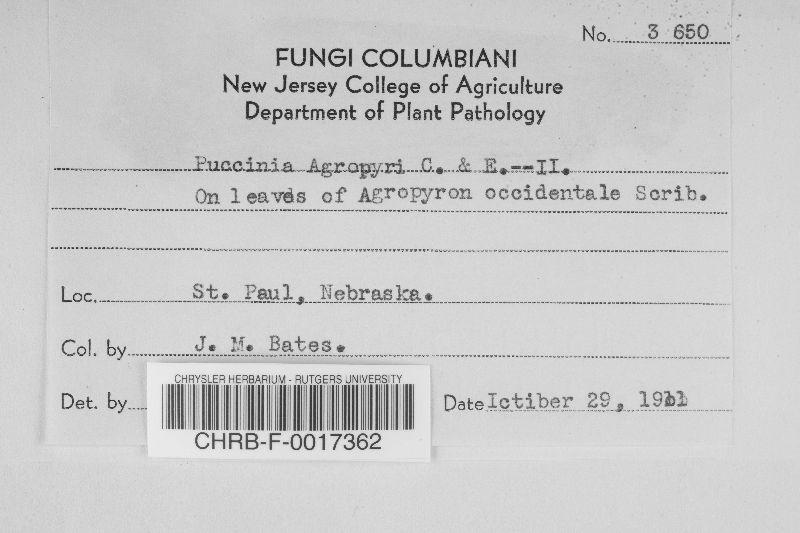 No. 3 650
FUNGI COLUMBIANI
New Jersey College of Agriculture
Department of Plant Pathology
Puccinia Agropyri C. & E.--II.
On leaves of Agropyron occidentale Scrib.
Loc. St. Paul, Nebraska.
Col. by J. M. Bates.
CHRYSLER HERBARIUM - RUTGERS UNIVERSITY
Det. by Date Ictiber 29, 1911
CHRB-F-0017362